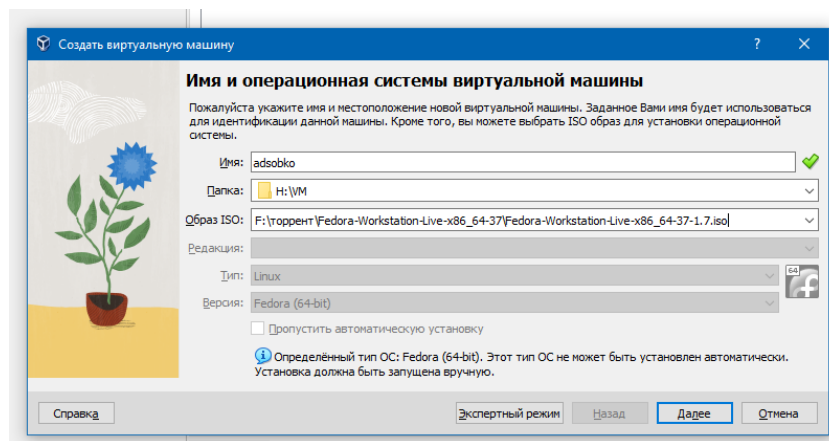 Создать виртуальную машину
?
Имя и операционная системы виртуальной машины
Пожалуйста укажите имя и местоположение новой виртуальной машины. Заданное Вами имя будет использоваться
для идентификации данной машины. Кроме того, вы можете выбрать ISO образ для установки операционной
системы.
Имя: adsobko
Папка: H:\VM
Образ ISO: F:\торрент\Fedora-Workstation-Live-x86_64-37\Fedora-Workstation-Live-x86_64-37-1.7.iso
Редакция:
Тип: Linux
64
Версия: Fedora (64-bit)
Пропустить автоматическую установку
Определённый тип ОС: Fedora (64-bit). Этот тип ОС не может быть установлен автоматически.
Установка должна быть запущена вручную.
Справка Экспертный режим Назад Далее Отмена